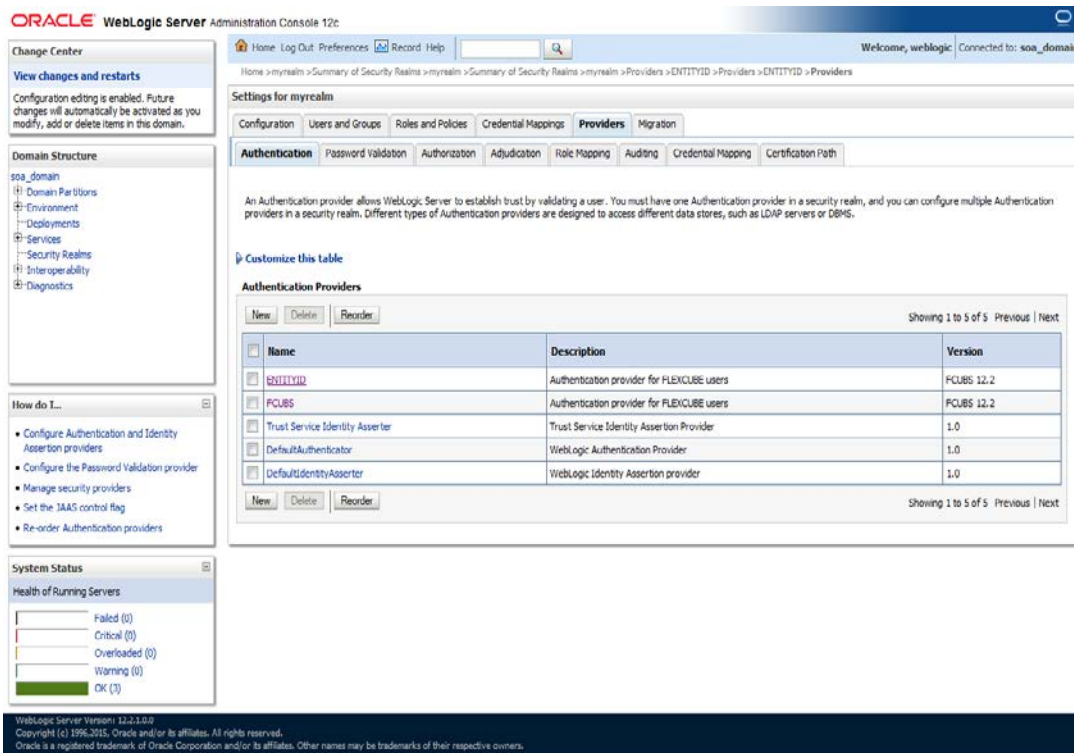 ORACLE WebLogic Server Administration Console 12c
Change Center
View changes and restarts
Configuration editing is enabled. Future
changes will automatically be activated as you
modify, add or delete items in this domain.
Domain Structure
soa_domain
Domain Partitions
Environment
Deployments
Services
Security Realms
Interoperability
Diagnostics
How do I...
Configure Authentication and Identity
Assertion providers
Configure the Password Validation provider
Manage security providers
Set the JAAS control flag
Re-order Authentication providers
System Status
Health of Running Servers
Failed (0)
Critical (0)
Overloaded (0)
Warning (0)
OK (3)
Home Log Out Preferences Record Help
Welcome, weblogic Connected to: soa_domain
Home >myrealm >Summary of Security Realms >myrealm >Summary of Security Realms >myrealm >Providers >ENTITYID >Providers >ENTITYID >Providers
Settings for myrealm
Configuration Users and Groups Roles and Policies Credential Mappings Providers Migration
Authentication Password Validation Authorization Adjudication Role Mapping Auditing Credential Mapping Certification Path
An Authentication provider allows WebLogic Server to establish trust by validating a user. You must have one Authentication provider in a security realm, and you can configure multiple Authentication
providers in a security realm. Different types of Authentication providers are designed to access different data stores, such as LDAP servers or DBMS.
Customize this table
Authentication Providers
New Delete Reorder
Showing 1 to 5 of 5 Previous | Next
Name Description Version
ENTITYID Authentication provider for FLEXCUBE users FCUBS 12.2
FCUBS Authentication provider for FLEXCUBE users FCUBS 12.2
Trust Service Identity Asserter Trust Service Identity Assertion Provider 1.0
DefaultAuthenticator WebLogic Authentication Provider 1.0
DefaultIdentityAsserter WebLogic Identity Assertion provider 1.0
New Delete Reorder
Showing 1 to 5 of 5 Previous | Next
WebLogic Server Version: 12.2.1.0.0
Copyright (c) 1996,2015, Oracle and/or its affiliates. All rights reserved.
Oracle is a registered trademark of Oracle Corporation and/or its affiliates. Other names may be trademarks of their respective owners.